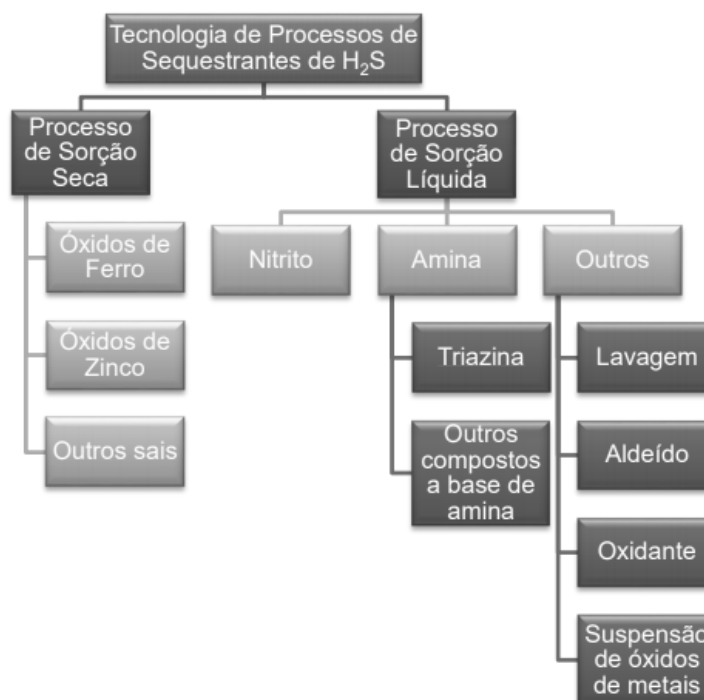 Tecnologia de Processos de
Sequestrantes de H₂S
Processo
de Sorção
Seca
Óxidos de
Ferro
Óxidos de
Zinco
Outros sais
Processo
de Sorção
Líquida
Nitrito
Amina
Triazina
Outros
compostos
a base de
amina
Outros
Lavagem
Aldeído
Oxidante
Suspensão
de óxidos
de metais